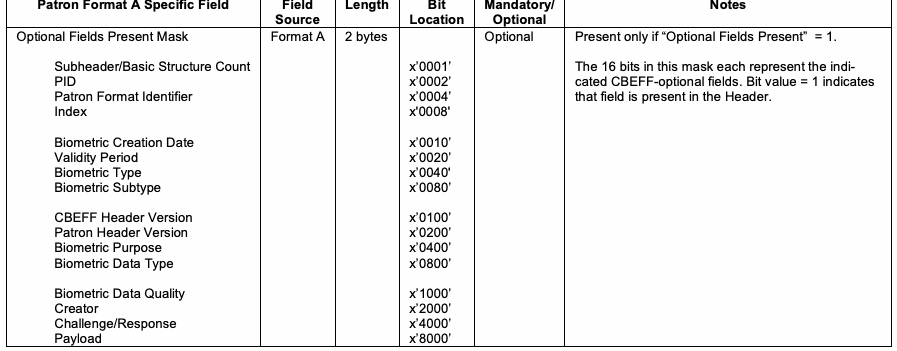 Patron Format A Specific Field Field Source Length Bit Location Mandatory/ Optional Notes
Optional Fields Present Mask Format A 2 bytes Optional Present only if “Optional Fields Present” = 1.
Subheader/Basic Structure Count x’0001’ The 16 bits in this mask each represent the indi-
PID x’0002’ cated CBEFF-optional fields. Bit value = 1 indicates
Patron Format Identifier x’0004’ that field is present in the Header.
Index x'0008'
Biometric Creation Date x’0010’
Validity Period x’0020’
Biometric Type x’0040'
Biometric Subtype x’0080’
CBEFF Header Version x’0100’
Patron Header Version x’0200’
Biometric Purpose x’0400’
Biometric Data Type x’0800’
Biometric Data Quality x’1000’
Creator x’2000’
Challenge/Response x’4000’
Payload x’8000’